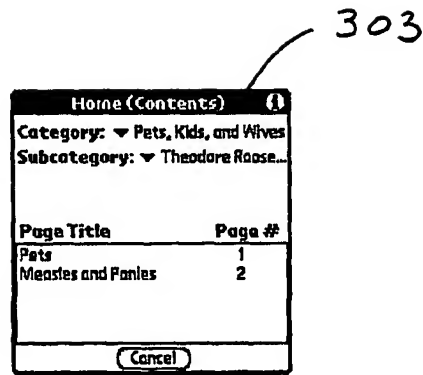 303
Home (Contents) i
Category: ▼ Pets, Kids, and Wives
Subcategory: ▼ Theodore Roose...
Page Title Page #
Pets 1
Measles and Ponies 2
Cancel